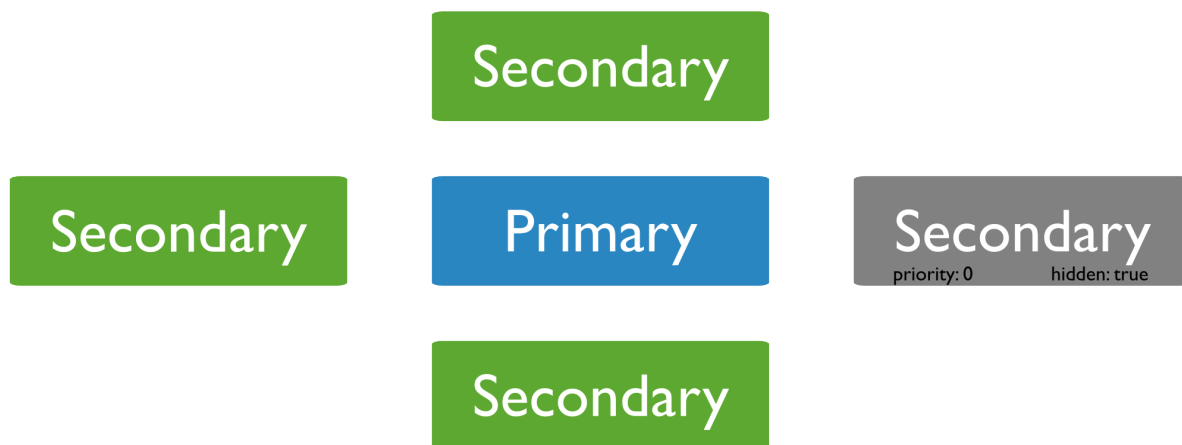 Secondary
Secondary
Primary
Secondary
priority: 0
hidden: true
Secondary